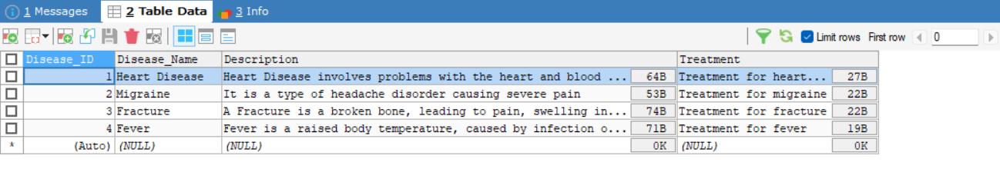 1 Messages 2 Table Data 3 Info
Limit rows First row 0
Disease_ID Disease_Name Description Treatment
1 Heart Disease Heart Disease involves problems with the heart and blood ... 64B Treatment for heart... 27B
2 Migraine It is a type of headache disorder causing severe pain 53B Treatment for migraine 22B
3 Fracture A Fracture is a broken bone, leading to pain, swelling in... 74B Treatment for fracture 22B
4 Fever Fever is a raised body temperature, caused by infection o... 71B Treatment for fever 19B
* (Auto) (NULL) (NULL) 0K (NULL) 0K